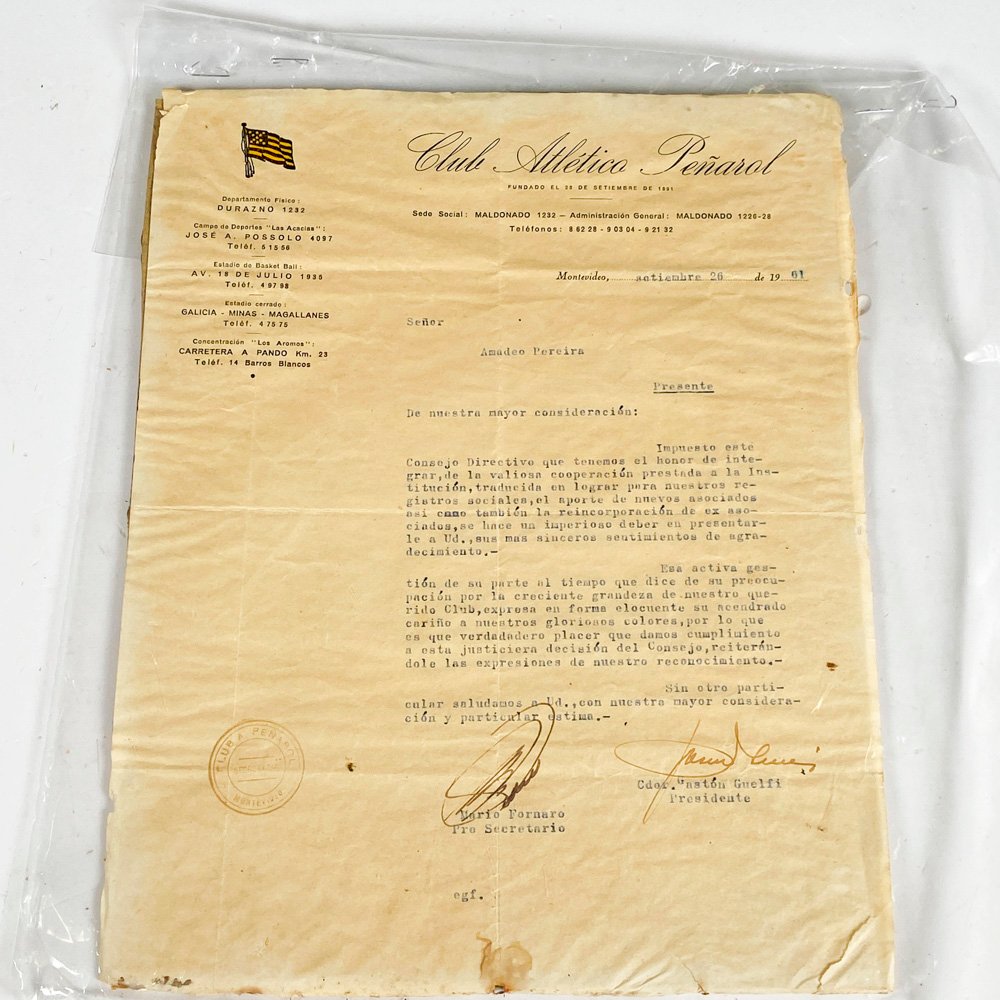 Club Atlético Peñarol
FUNDADO EL 28 DE SETIEMBRE DE 1891
Sede Social: MALDONADO 1232 — Administración General: MALDONADO 1226-28
Teléfonos: 8 62 28 - 9 03 04 - 9 21 32
Departamento Físico:
DURAZNO 1232
Campo de Deportes "Las Acacias":
JOSÉ A. POSSOLO 4097
Teléf. 5 15 56
Estadio de Basket Ball:
AV. 18 DE JULIO 1935
Teléf. 4 97 98
Estadio cerrado:
GALICIA - MINAS - MAGALLANES
Teléf. 4 75 75
Concentración "Los Aromos":
CARRETERA A PANDO Km. 23
Teléf. 14 Barros Blancos
Montevideo, setiembre 26 de 19 61
Señor
Amadeo Pereira
Presente
De nuestra mayor consideración:
Impuesto este
Consejo Directivo que tenemos el honor de inte-
grar,de la valiosa cooperación prestada a la Ins-
titución,traducida en lograr para nuestros re-
gistros sociales,el aporte de nuevos asociados
asi como también la reincorporación de ex aso-
ciados,se hace un imperioso deber en presentar-
le a Ud.,sus mas sinceros sentimientos de agra-
decimiento.-
Esa activa ges-
tión de su parte al tiempo que dice de su preocu-
pación por la creciente grandeza de nuestro que-
rido Club,expresa en forma elocuente su acendrado
cariño a nuestros gloriosos colores,por lo que
es que verdadadero placer que damos cumplimiento
a esta justiciera decisión del Consejo,reiterán-
dole las expresiones de nuestro reconocimiento.-
Sin otro parti-
cular saludamos a Ud.,con nuestra mayor considera-
ción y particular estima.-
CLUB A. PEÑAROL
MONTEVIDEO
Cdor. Gastón Guelfi
Presidente
Mario Fornaro
Pro Secretario
egf.